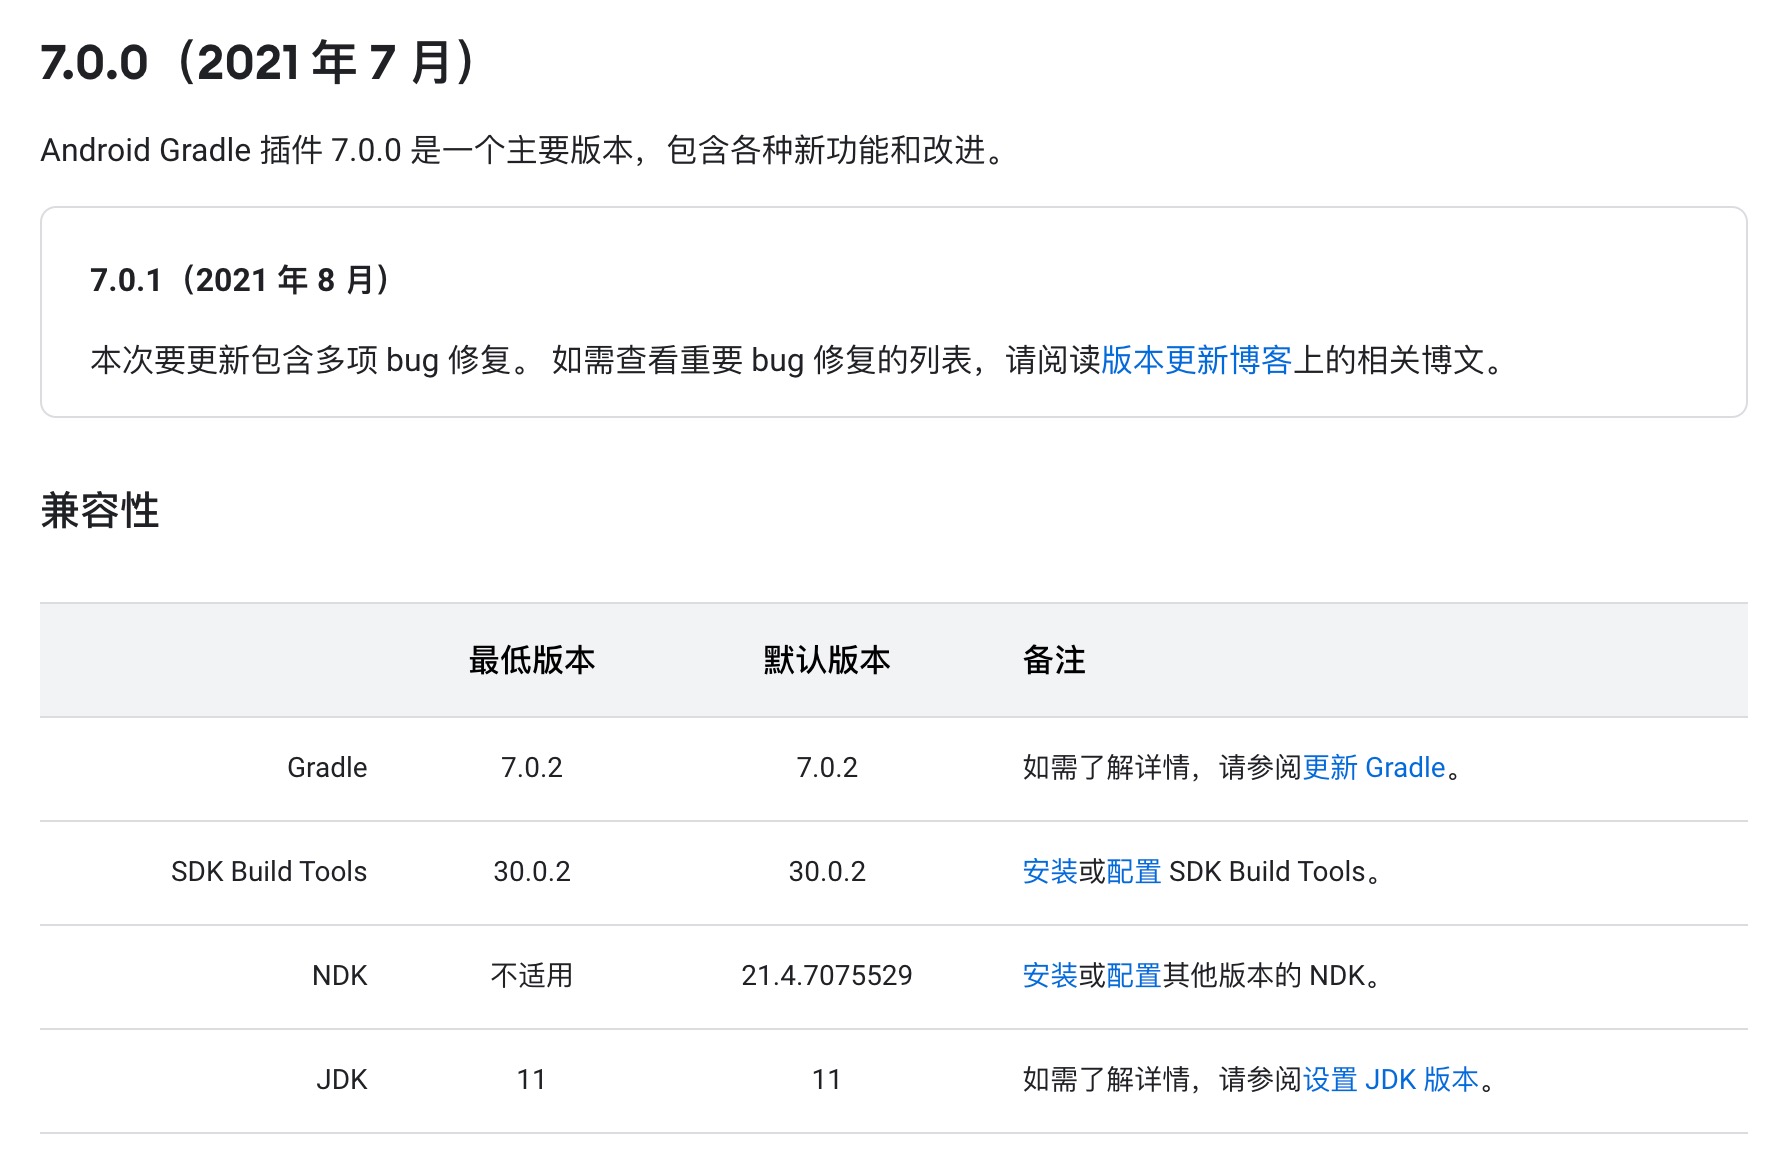 7.0.0（2021 年 7 月）
Android Gradle 插件 7.0.0 是一个主要版本，包含各种新功能和改进。
7.0.1（2021 年 8 月）
本次要更新包含多项 bug 修复。 如需查看重要 bug 修复的列表，请阅读版本更新博客上的相关博文。
兼容性
最低版本 默认版本 备注
Gradle 7.0.2 7.0.2 如需了解详情，请参阅更新 Gradle。
SDK Build Tools 30.0.2 30.0.2 安装或配置 SDK Build Tools。
NDK 不适用 21.4.7075529 安装或配置其他版本的 NDK。
JDK 11 11 如需了解详情，请参阅设置 JDK 版本。